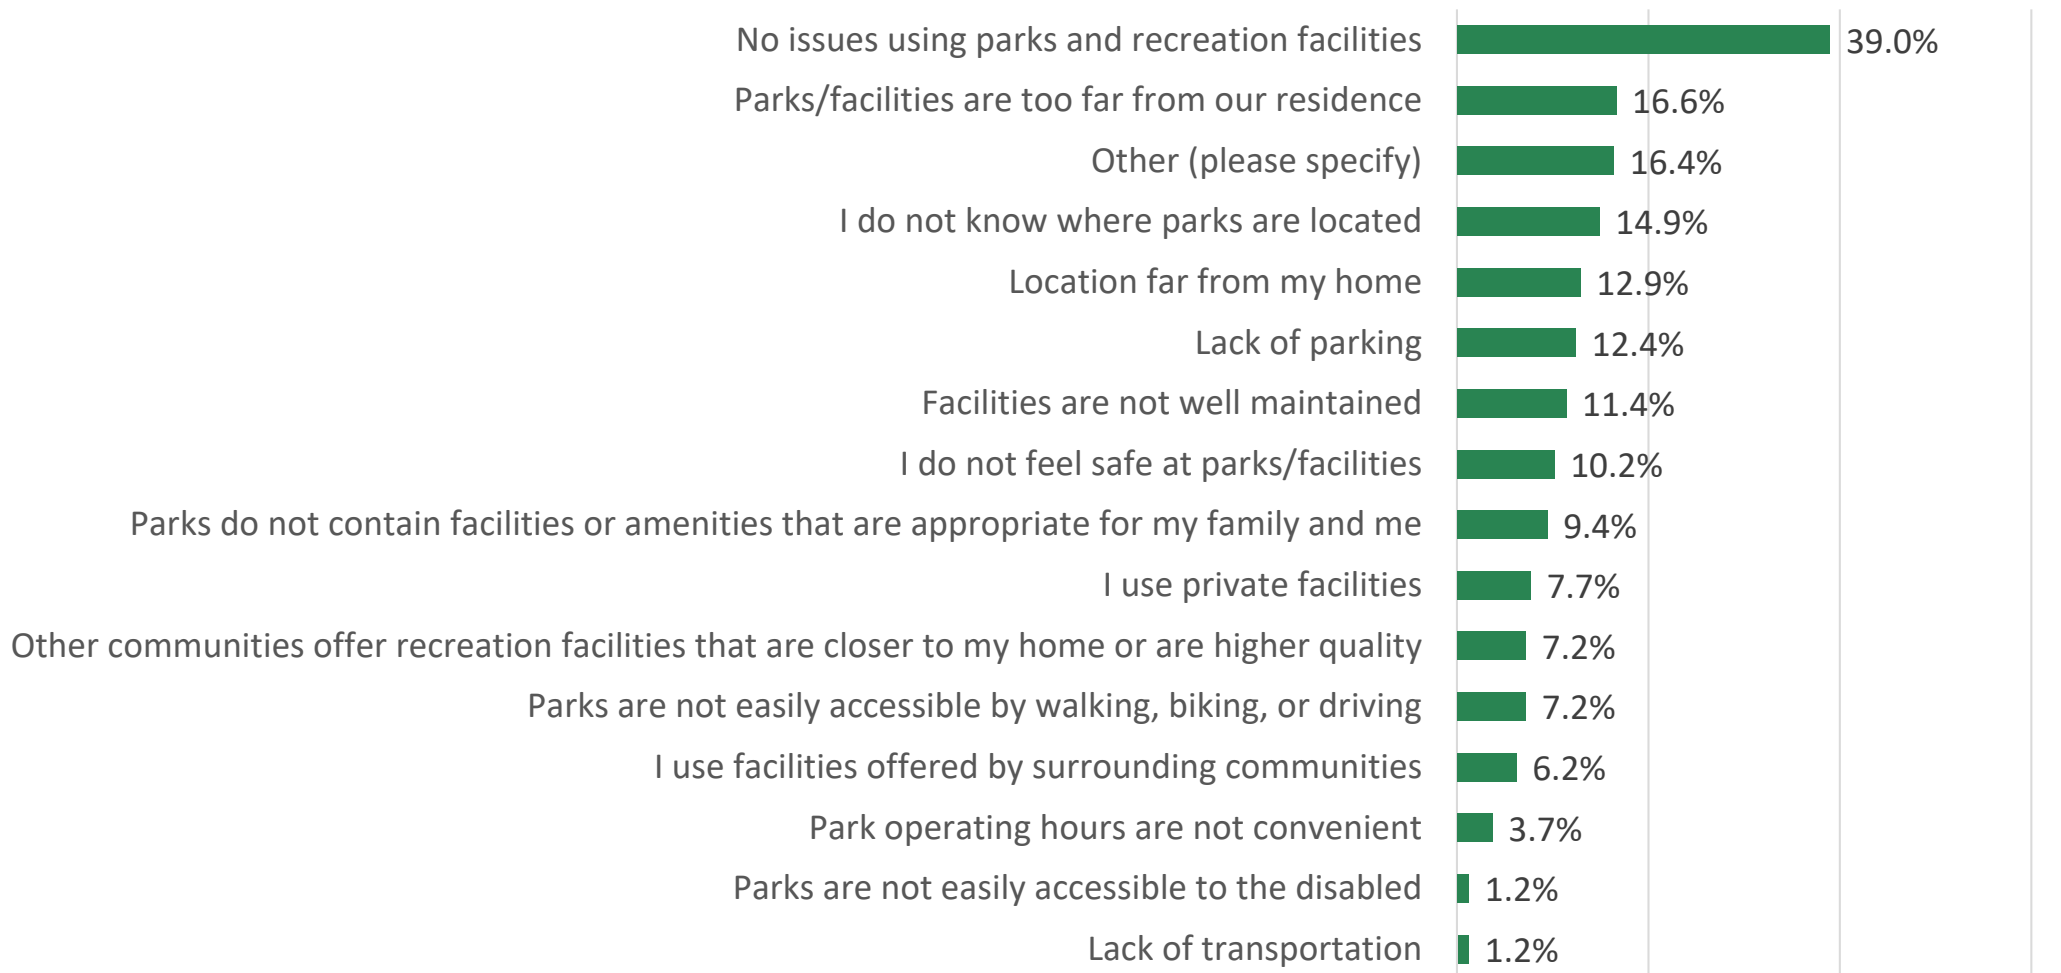 No issues using parks and recreation facilities 39.0%
Parks/facilities are too far from our residence 16.6%
Other (please specify) 16.4%
I do not know where parks are located 14.9%
Location far from my home 12.9%
Lack of parking 12.4%
Facilities are not well maintained 11.4%
I do not feel safe at parks/facilities 10.2%
Parks do not contain facilities or amenities that are appropriate for my family and me 9.4%
I use private facilities 7.7%
Other communities offer recreation facilities that are closer to my home or are higher quality 7.2%
Parks are not easily accessible by walking, biking, or driving 7.2%
I use facilities offered by surrounding communities 6.2%
Park operating hours are not convenient 3.7%
Parks are not easily accessible to the disabled 1.2%
Lack of transportation 1.2%